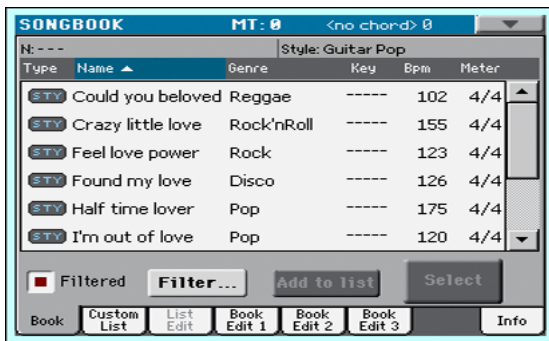 SONGBOOK MT: 0 <no chord> 0
N: --- Style: Guitar Pop
Type Name Genre Key Bpm Meter
STY Could you beloved Reggae ----- 102 4/4
STY Crazy little love Rock'nRoll ----- 155 4/4
STY Feel love power Rock ----- 123 4/4
STY Found my love Disco ----- 126 4/4
STY Half time lover Pop ----- 175 4/4
STY I'm out of love Pop ----- 120 4/4
Filtered Filter... Add to list Select
Book Custom List List Edit Book Edit 1 Book Edit 2 Book Edit 3 Info